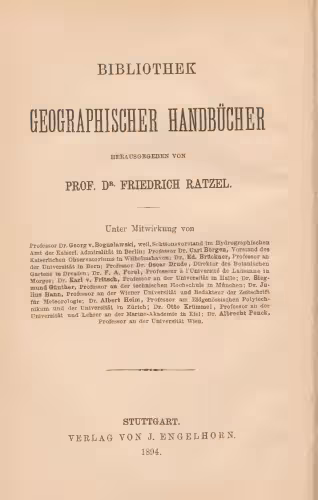 BIBLIOTHEK
GEOGRAPHISCHER HANDBÜCHER
HERAUSGEGEBEN VON
PROF. DR. FRIEDRICH RATZEL.
Unter Mitwirkung von
Professor Dr. Georg v. Boguslawski, weil. Sektionsvorstand im Hydrographischen
Amt der Kaiserl. Admiralität in Berlin; Professor Dr. Carl Börgen, Vorstand des
Kaiserlichen Observatoriums in Wilhelmshaven; Dr. Ed. Brückner, Professor an
der Universität in Bern; Professor Dr. Oscar Drude, Direktor des Botanischen
Gartens in Dresden; Dr. F. A. Forel, Professor à l'Université de Lausanne in
Morges; Dr. Karl v. Fritsch, Professor an der Universität in Halle; Dr. Sieg-
mund Günther, Professor an der technischen Hochschule in München; Dr. Ju-
lius Hann, Professor an der Wiener Universität und Redakteur der Zeitschrift
für Meteorologie; Dr. Albert Heim, Professor am Eidgenössischen Polytech-
nikum und der Universität in Zürich; Dr. Otto Krümmel, Professor an der
Universität und Lehrer an der Marine-Akademie in Kiel; Dr. Albrecht Penck,
Professor an der Universität Wien.
STUTTGART.
VERLAG VON J. ENGELHORN.
1894.